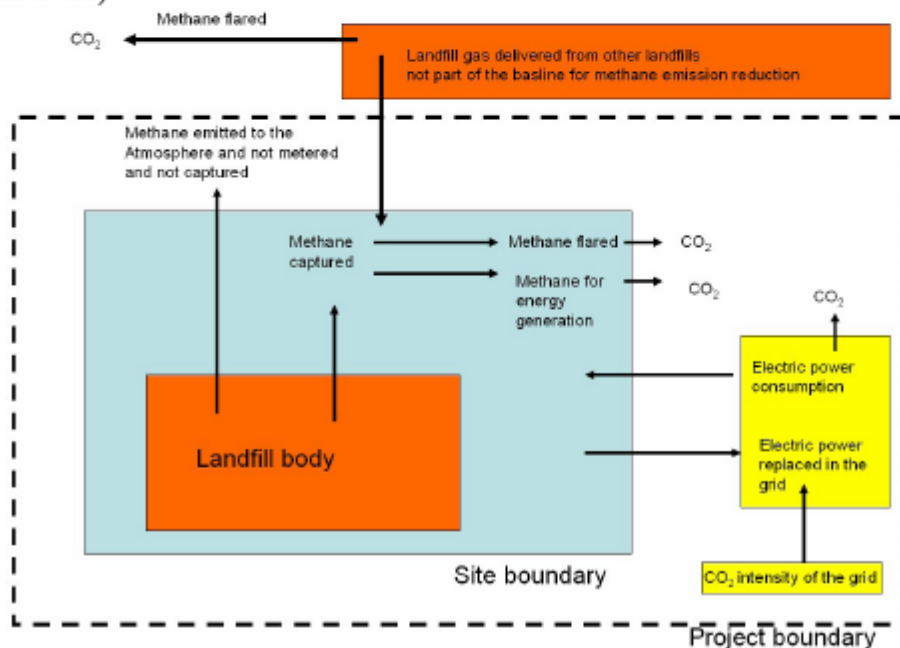 Methane flared
CO2
Landfill gas delivered from other landfills
not part of the basline for methane emission reduction
Methane emitted to the
Atmosphere and not metered
and not captured
Methane
captured
Methane flared
CO2
Methane for
energy
generation
CO2
CO2
Electric power
consumption
Landfill body
Electric power
replaced in the
grid
Site boundary
CO2 intensity of the grid
Project boundary